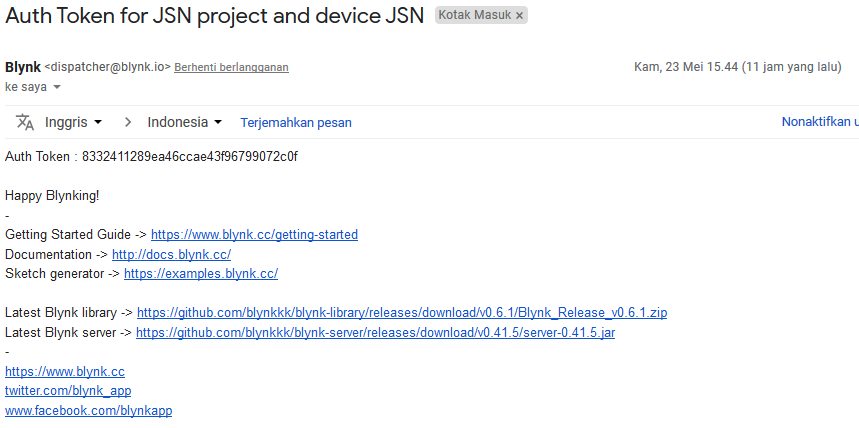 Auth Token for JSN project and device JSN Kotak Masuk ×
Blynk <dispatcher@blynk.io> Berhenti berlangganan Kam, 23 Mei 15.44 (11 jam yang lalu)
ke saya
Inggris > Indonesia Terjemahkan pesan Nonaktifkan u
Auth Token : 8332411289ea46ccae43f96799072c0f
Happy Blynking!
-
Getting Started Guide -> https://www.blynk.cc/getting-started
Documentation -> http://docs.blynk.cc/
Sketch generator -> https://examples.blynk.cc/
Latest Blynk library -> https://github.com/blynkkk/blynk-library/releases/download/v0.6.1/Blynk_Release_v0.6.1.zip
Latest Blynk server -> https://github.com/blynkkk/blynk-server/releases/download/v0.41.5/server-0.41.5.jar
-
https://www.blynk.cc
twitter.com/blynk_app
www.facebook.com/blynkapp